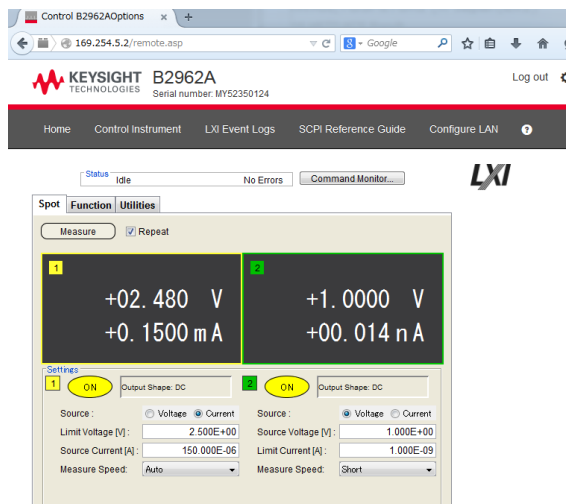 Control B2962AOptions × +
169.254.5.2/remote.asp 8 - Google
KEYSIGHT B2962A
TECHNOLOGIES Serial number: MY52350124
Log out
Home Control Instrument LXI Event Logs SCPI Reference Guide Configure LAN ?
Status
Idle No Errors Command Monitor...
LXI
Spot Function Utilities
Measure Repeat
1 2
+02.480 V +1.0000 V
+0.1500 mA +00.014 nA
Settings
1 ON Output Shape: DC 2 ON Output Shape: DC
Source : Voltage Current Source : Voltage Current
Limit Voltage [V] : 2.500E+00 Source Voltage [V] : 1.000E+00
Source Current [A] : 150.000E-06 Limit Current [A] : 1.000E-09
Measure Speed: Auto Measure Speed: Short